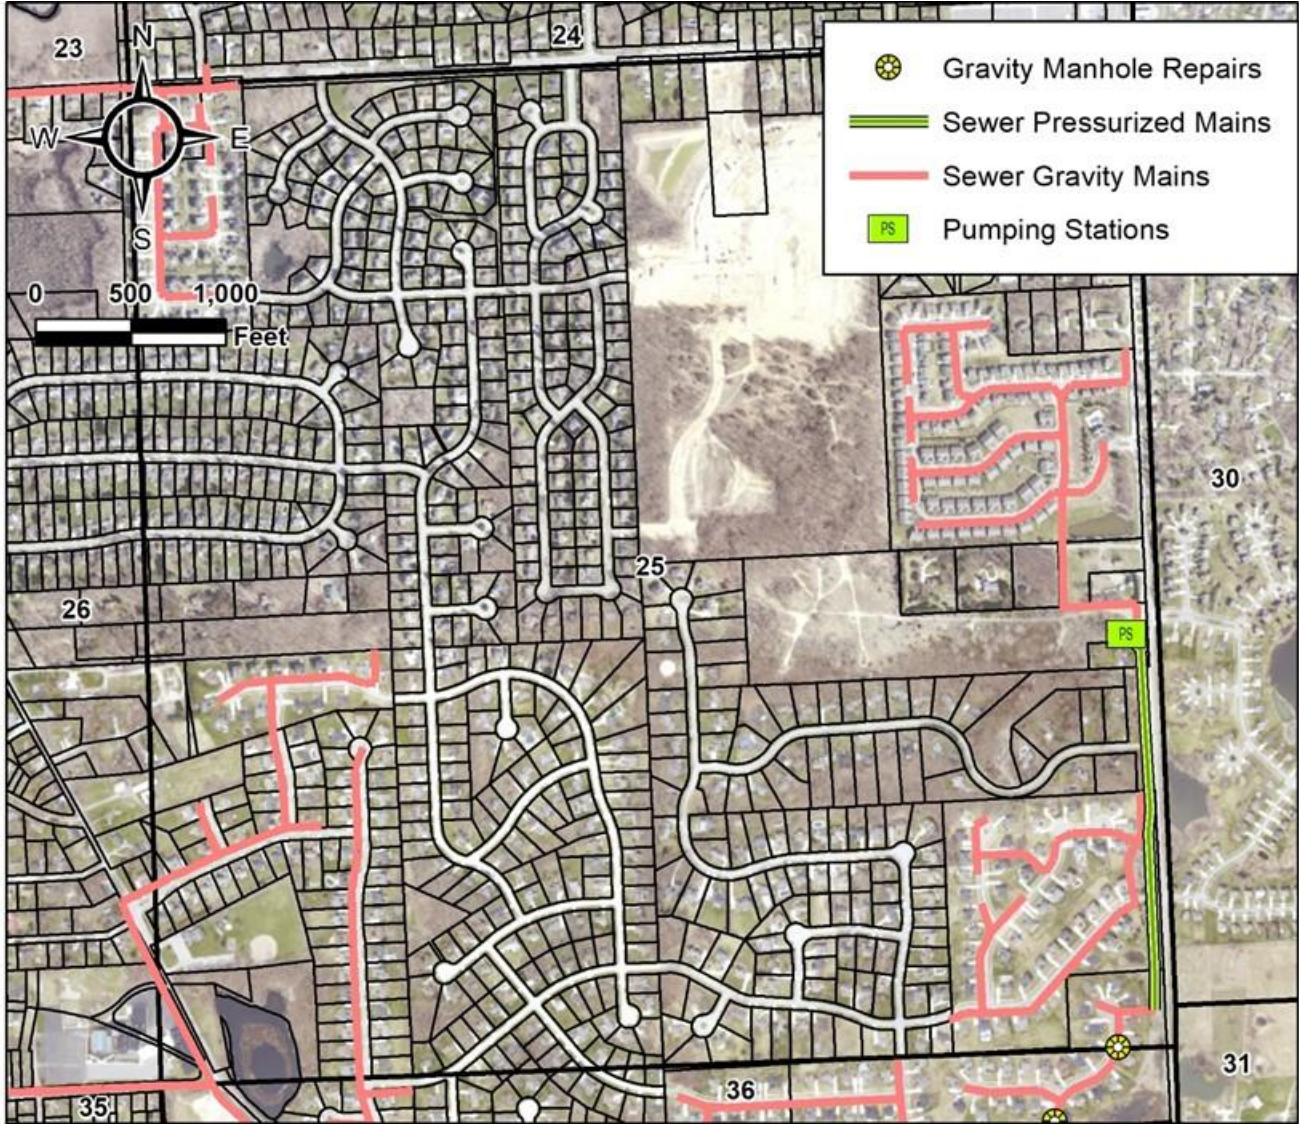 23
N
24
Gravity Manhole Repairs
Sewer Pressurized Mains
W
E
Sewer Gravity Mains
PS
Pumping Stations
S
0 500 1,000
Feet
30
25
26
PS
31
36
35